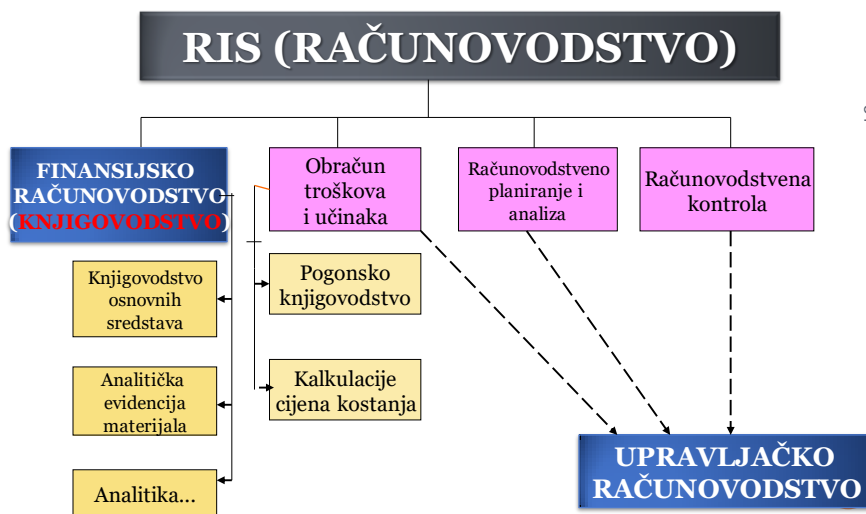 RIS (RAČUNOVODSTVO)
FINANSIJSKO
RAČUNOVODSTVO
(KNJIGOVODSTVO)
Obračun
troškova
i učinaka
Računovodstveno
planiranje i
analiza
Računovodstvena
kontrola
Knjigovodstvo
osnovnih
sredstava
Pogonsko
knjigovodstvo
Analitička
evidencija
materijala
Kalkulacije
cijena kostanja
Analitika...
UPRAVLJAČKO
RAČUNOVODSTVO